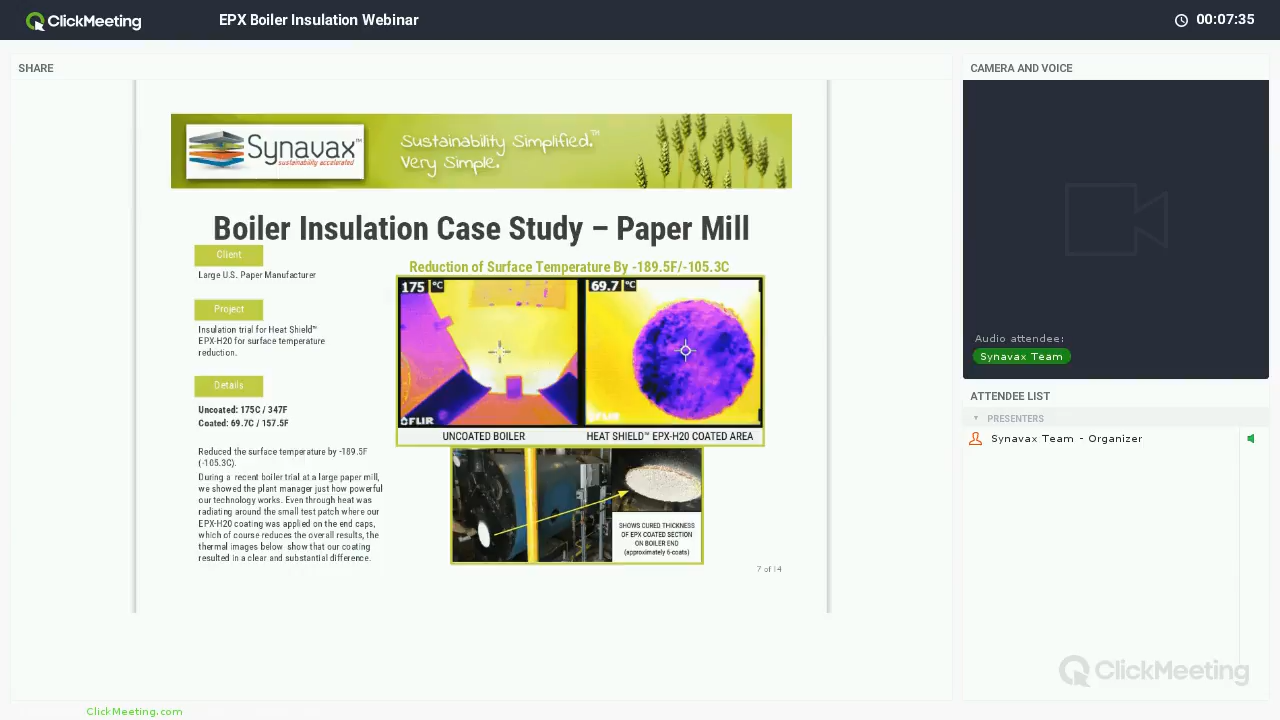 ClickMeeting
EPX Boiler Insulation Webinar
00:07:35
SHARE
CAMERA AND VOICE
Synavax™
sustainability accelerated
Sustainability Simplified.™
Very Simple.
Boiler Insulation Case Study – Paper Mill
Client
Large U.S. Paper Manufacturer
Project
Insulation trial for Heat Shield™
EPX-H20 for surface temperature
reduction.
Details
Uncoated: 175C / 347F
Coated: 69.7C / 157.5F
Reduced the surface temperature by -189.5F
(-105.3C).
During a recent boiler trial at a large paper mill,
we showed the plant manager just how powerful
our technology works. Even through heat was
radiating around the small test patch where our
EPX-H20 coating was applied on the end caps,
which of course reduces the overall results, the
thermal images below show that our coating
resulted in a clear and substantial difference.
Reduction of Surface Temperature By -189.5F/-105.3C
175 °C
69.7 °C
FLIR
FLIR
UNCOATED BOILER
HEAT SHIELD™ EPX-H20 COATED AREA
SHOWS CURED THICKNESS
OF EPX COATED SECTION
ON BOILER END
(approximately 6-coats)
7 of 14
Audio attendee:
Synavax Team
ATTENDEE LIST
PRESENTERS
Synavax Team - Organizer
ClickMeeting
ClickMeeting.com